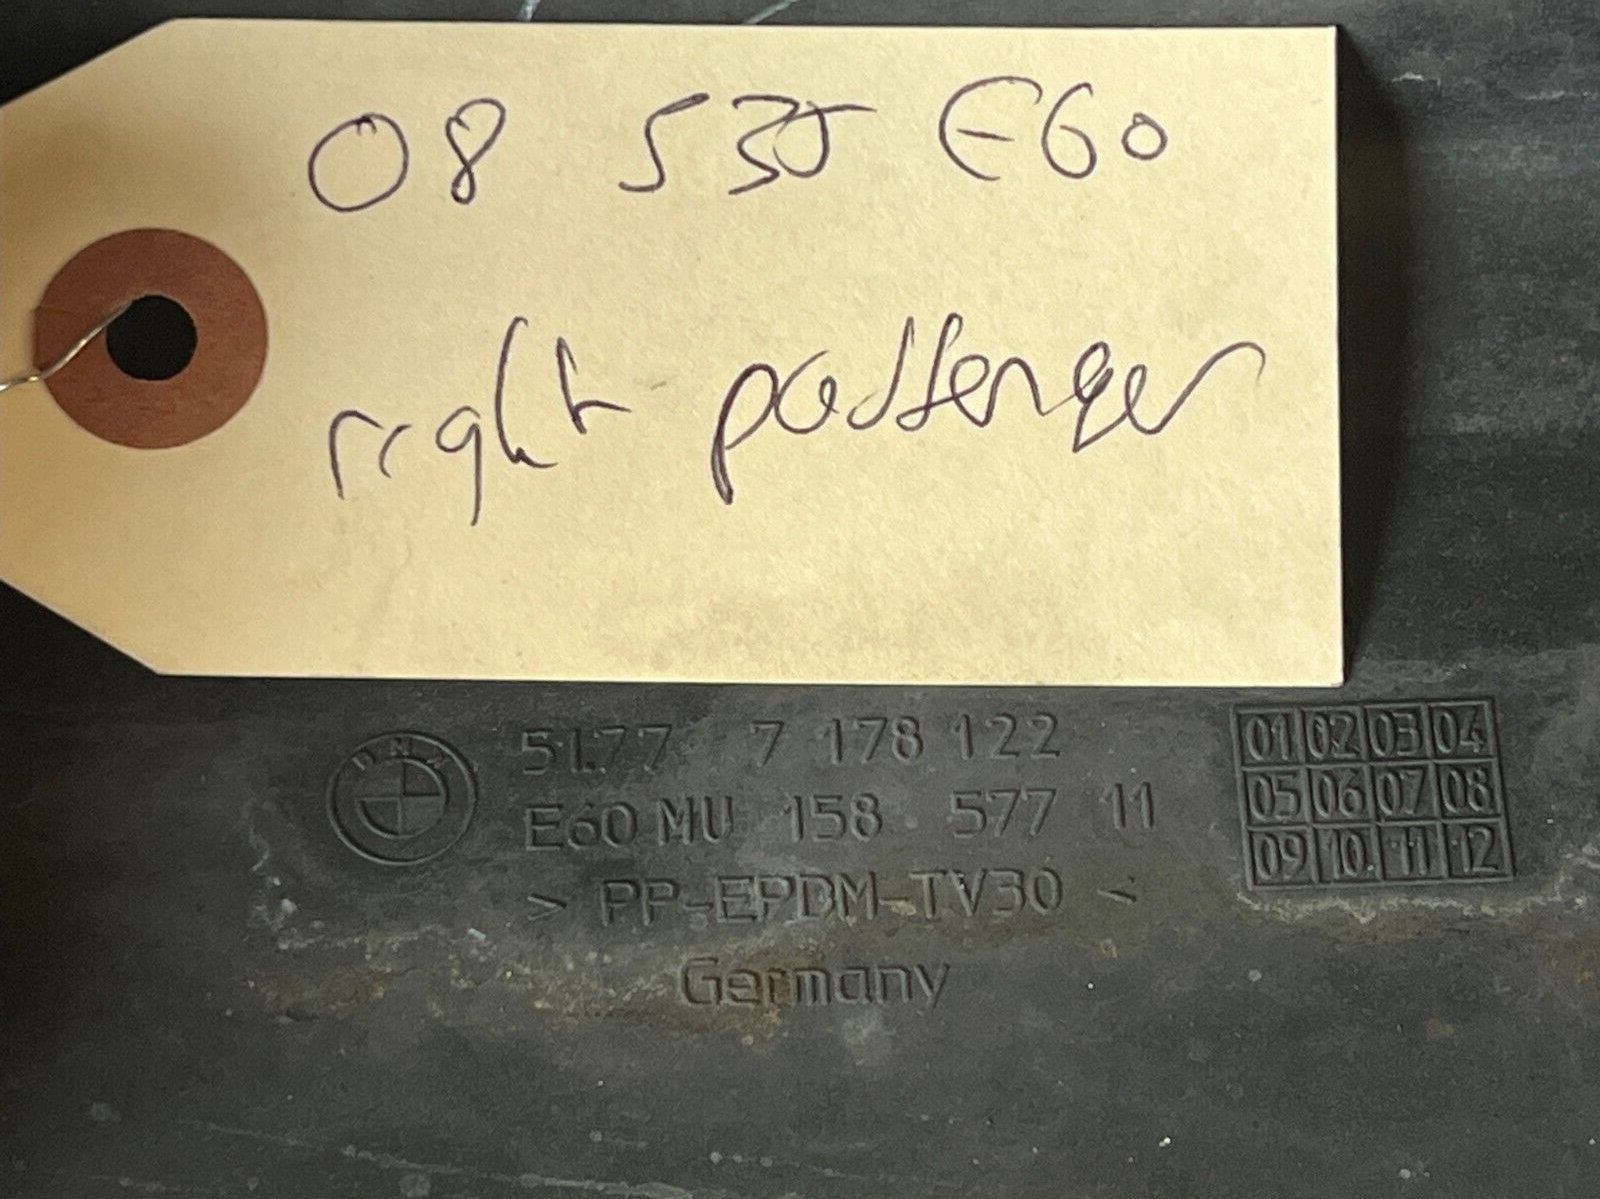 08 535 E60
right passenger
BMW
51.77 7 178 122
E60 MU 158 577 11
> PP-EPDM-TV30 <
Germany
01 02 03 04
05 06 07 08
09 10 11 12